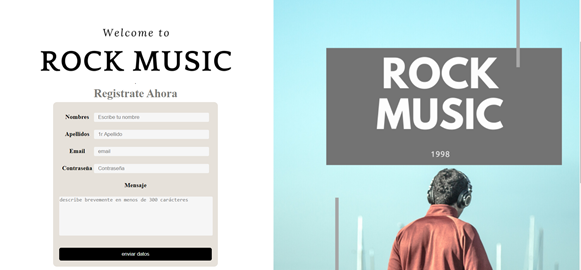 Welcome to
ROCK MUSIC
Registrate Ahora
Nombres Escribe tu nombre
Apellidos 1r Apellido
Email email
Contraseña Contraseña
Mensaje
describe brevemente en menos de 300 carácteres
enviar datos
ROCK
MUSIC
1998